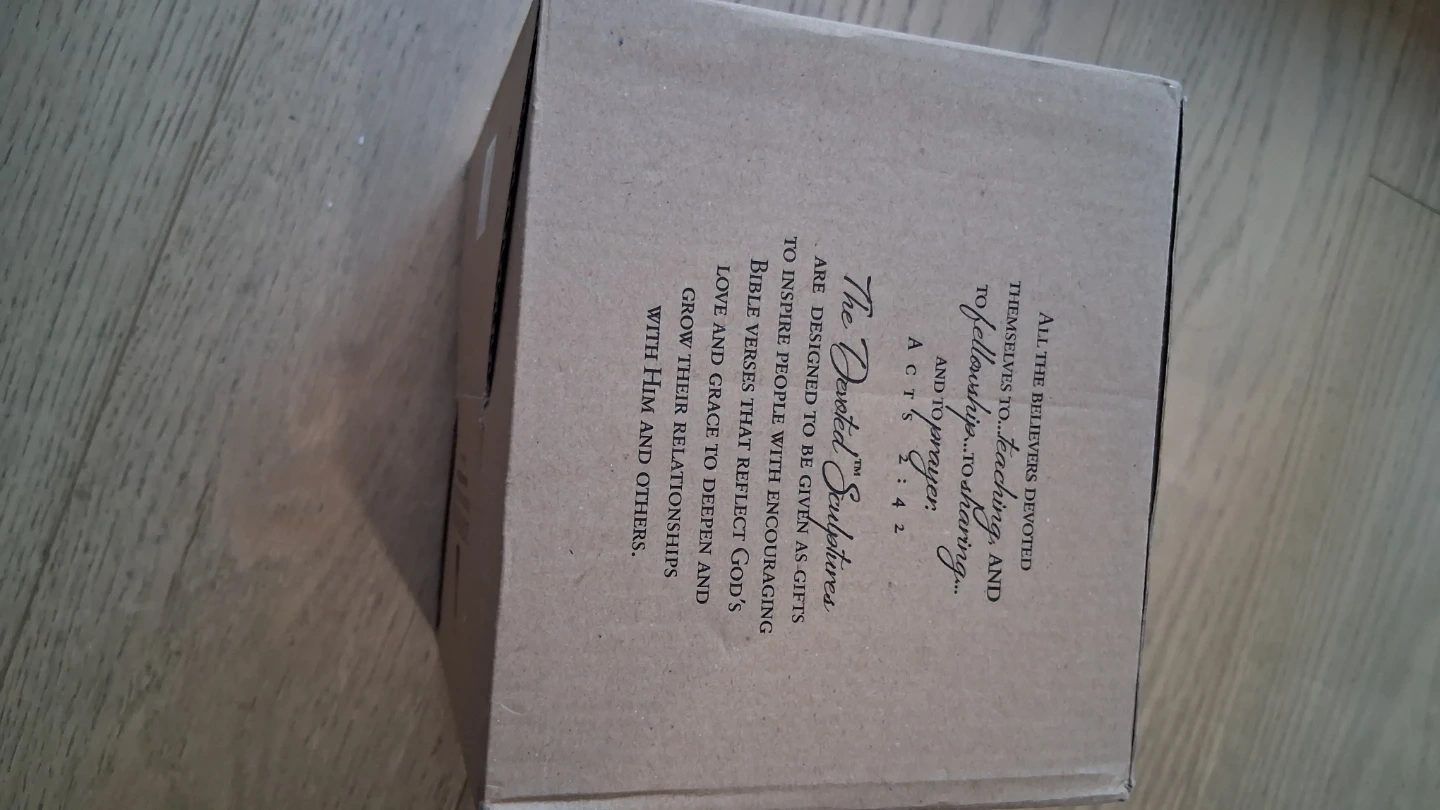 All the believers devoted
themselves to...teaching, and
to fellowship...to sharing...
and to prayer.
Acts 2:42
The Devoted™ Sculptures
are designed to be given as gifts
to inspire people with encouraging
Bible verses that reflect God's
love and grace to deepen and
grow their relationships
with Him and others.